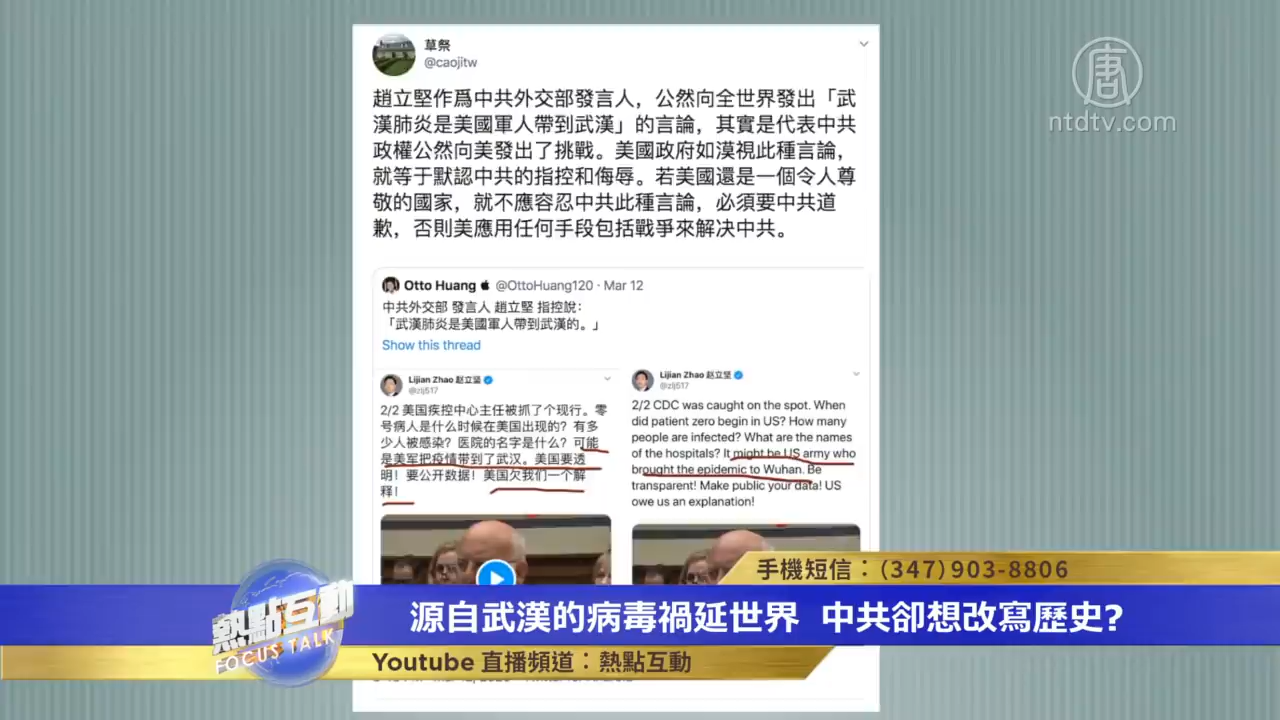 草祭
@caojitw
唐
ntdtv.com
趙立堅作爲中共外交部發言人，公然向全世界發出「武
漢肺炎是美國軍人帶到武漢」的言論，其實是代表中共
政權公然向美發出了挑戰。美國政府如漠視此種言論，
就等于默認中共的指控和侮辱。若美國還是一個令人尊
敬的國家，就不應容忍中共此種言論，必須要中共道
歉，否則美應用任何手段包括戰爭來解決中共。
Otto Huang @OttoHuang120 · Mar 12
中共外交部 發言人 趙立堅 指控說：
「武漢肺炎是美國軍人帶到武漢的。」
Show this thread
Lijian Zhao 赵立坚
@zlj517
2/2 美国疾控中心主任被抓了个现行。零
号病人是什么时候在美国出现的？有多
少人被感染？医院的名字是什么？可能
是美军把疫情带到了武汉。美国要透
明！要公开数据！美国欠我们一个解
释！
Lijian Zhao 赵立坚
@zlj517
2/2 CDC was caught on the spot. When
did patient zero begin in US? How many
people are infected? What are the names
of the hospitals? It might be US army who
brought the epidemic to Wuhan. Be
transparent! Make public your data! US
owe us an explanation!
手機短信：(347)903-8806
熱點互動
FOCUS TALK
源自武漢的病毒禍延世界 中共卻想改寫歷史?
Youtube 直播頻道：熱點互動